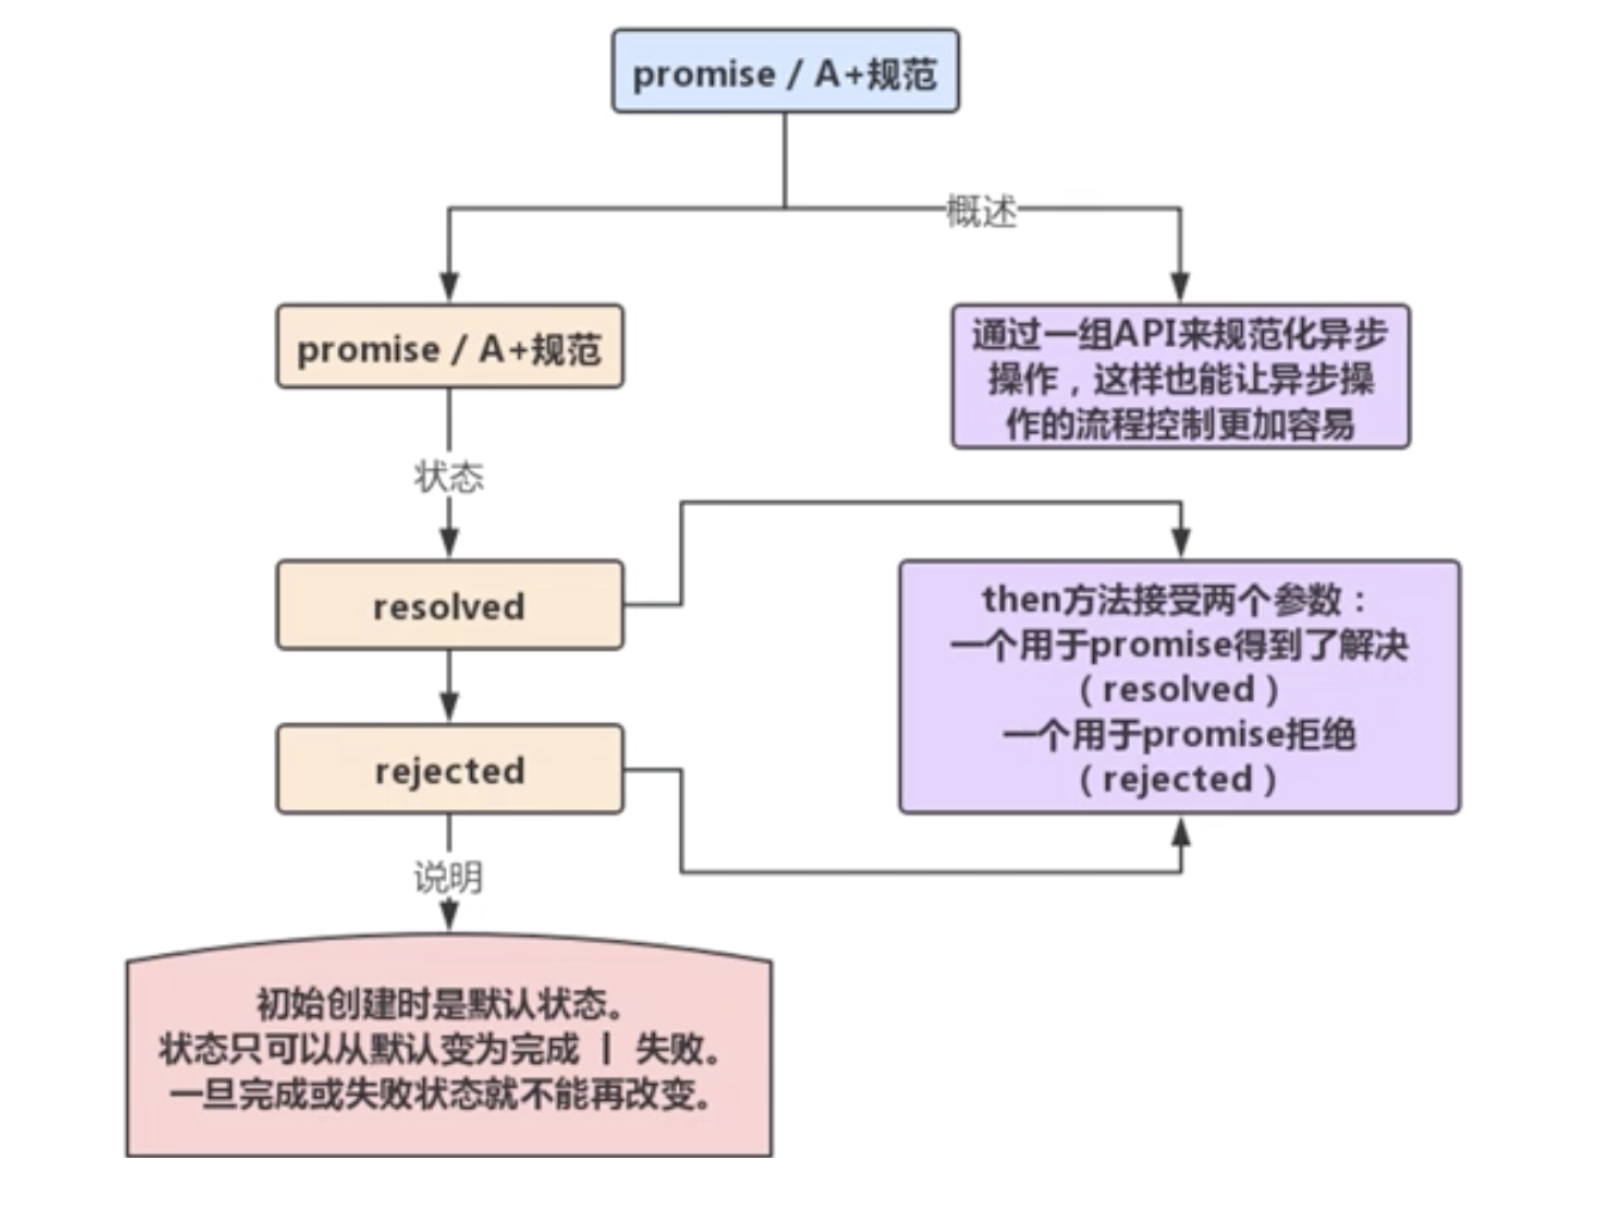 promise / A+规范
概述
promise / A+规范
通过一组API来规范化异步
操作，这样也能让异步操
作的流程控制更加容易
状态
resolved
then方法接受两个参数：
一个用于promise得到了解决
（resolved）
一个用于promise拒绝
（rejected）
rejected
说明
初始创建时是默认状态。
状态只可以从默认变为完成 | 失败。
一旦完成或失败状态就不能再改变。